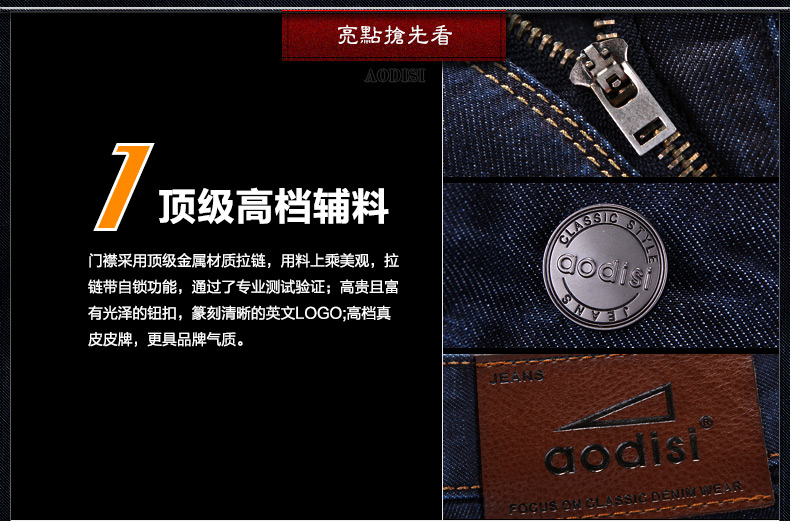 亮點搶先看
AODISI
1
顶级高档辅料
门襟采用顶级金属材质拉链，用料上乘美观，拉
链带自锁功能，通过了专业测试验证；高贵且富
有光泽的钮扣，篆刻清晰的英文LOGO;高档真
皮皮牌，更具品牌气质。
CLASSIC STYLE
aodisi
JEANS
JEANS
aodisi®
FOCUS ON CLASSIC DENIM WEAR